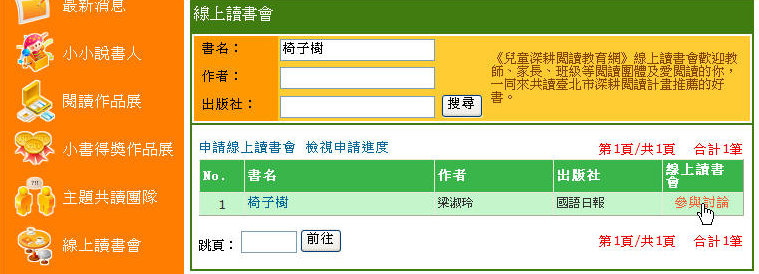 最新消息
小小說書人
閱讀作品展
小書得獎作品展
主題共讀團隊
線上讀書會
線上讀書會
書名： 椅子樹
作者：
出版社： 搜尋
《兒童深耕閱讀教育網》線上讀書會歡迎教
師、家長、班級等閱讀團體及愛閱讀的你，
一同來共讀臺北市深耕閱讀計畫推薦的好
書。
申請線上讀書會 檢視申請進度 第1頁/共1頁 合計1筆
No. 書名 作者 出版社 線上讀書
會
1 椅子樹 梁淑玲 國語日報 參與討論
跳頁： 前往 第1頁/共1頁 合計1筆